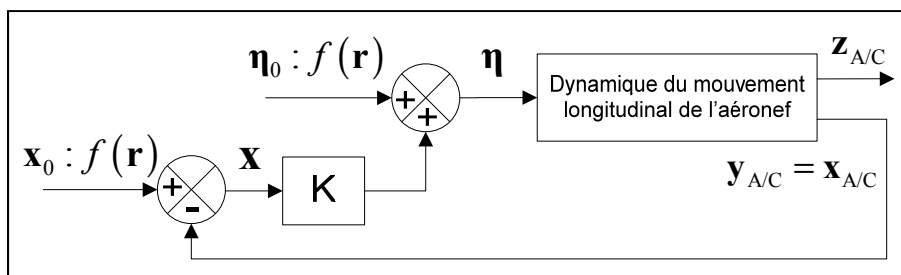 η₀ : f(r)
η
z_A/C
Dynamique du mouvement
longitudinal de l'aéronef
+
+
x₀ : f(r)
x
K
y_A/C = x_A/C
+
-